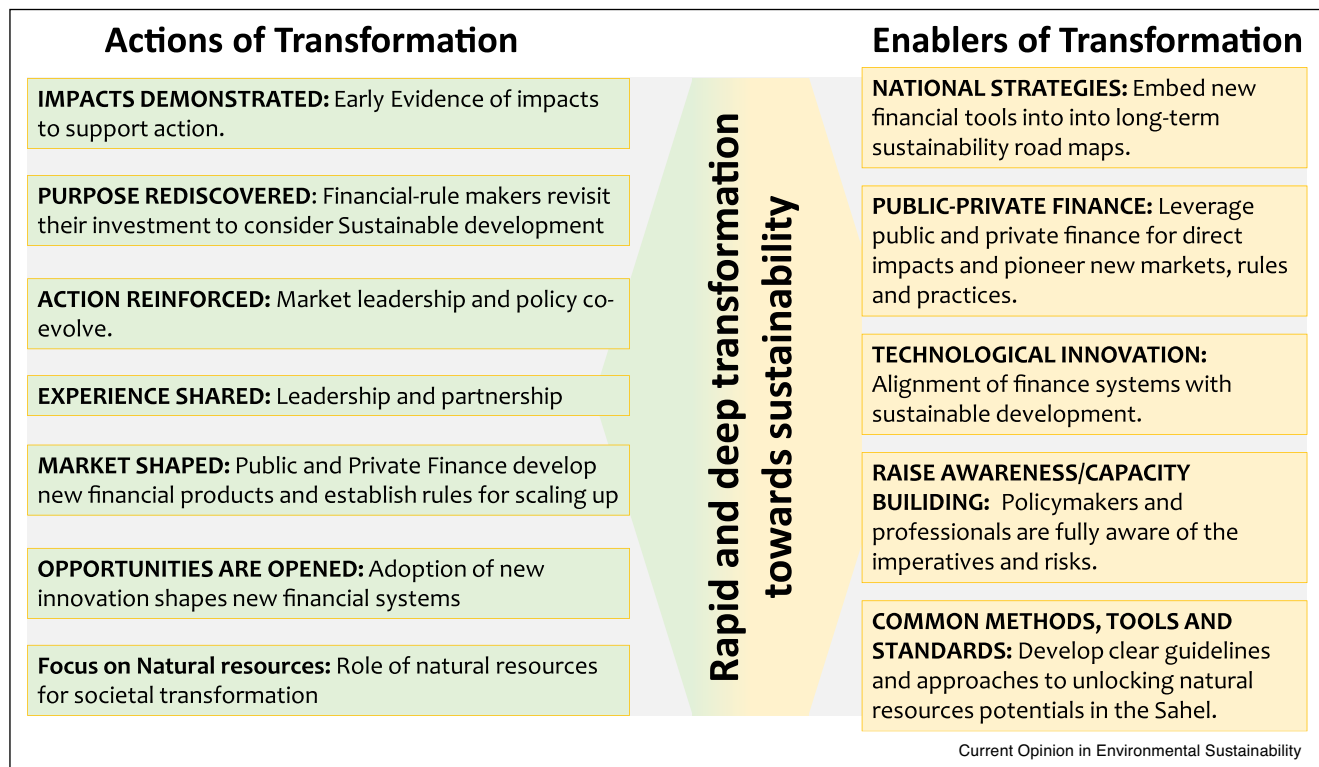 Actions of Transformation
IMPACTS DEMONSTRATED: Early Evidence of impacts
to support action.
PURPOSE REDISCOVERED: Financial-rule makers revisit
their investment to consider Sustainable development
ACTION REINFORCED: Market leadership and policy co-
evolve.
EXPERIENCE SHARED: Leadership and partnership
MARKET SHAPED: Public and Private Finance develop
new financial products and establish rules for scaling up
OPPORTUNITIES ARE OPENED: Adoption of new
innovation shapes new financial systems
Focus on Natural resources: Role of natural resources
for societal transformation
Rapid and deep transformation
towards sustainability
Enablers of Transformation
NATIONAL STRATEGIES: Embed new
financial tools into into long-term
sustainability road maps.
PUBLIC-PRIVATE FINANCE: Leverage
public and private finance for direct
impacts and pioneer new markets, rules
and practices.
TECHNOLOGICAL INNOVATION:
Alignment of finance systems with
sustainable development.
RAISE AWARENESS/CAPACITY
BUILIDING: Policymakers and
professionals are fully aware of the
imperatives and risks.
COMMON METHODS, TOOLS AND
STANDARDS: Develop clear guidelines
and approaches to unlocking natural
resources potentials in the Sahel.
Current Opinion in Environmental Sustainability